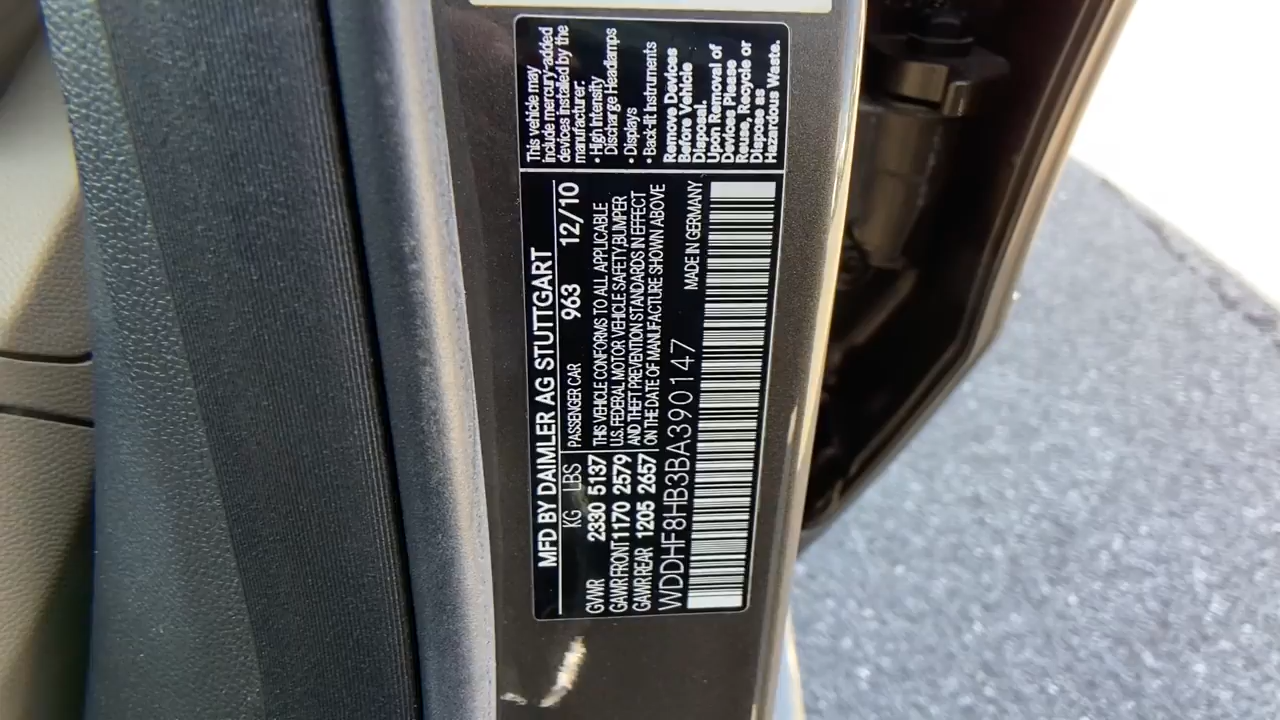 This vehicle may
include mercury-added
devices installed by the
manufacturer:
• High Intensity
Discharge Headlamps
• Displays
• Back-lit Instruments
Remove Devices
Before Vehicle
Disposal.
Upon Removal of
Devices Please
Reuse, Recycle or
Dispose as
Hazardous Waste.
MFD BY DAIMLER AG STUTTGART
KG LBS PASSENGER CAR 963 12/10
GVWR 2330 5137 THIS VEHICLE CONFORMS TO ALL APPLICABLE
GAWR FRONT 1170 2579 U.S. FEDERAL MOTOR VEHICLE SAFETY,BUMPER
GAWR REAR 1205 2657 AND THEFT PREVENTION STANDARDS IN EFFECT
ON THE DATE OF MANUFACTURE SHOWN ABOVE
WDDHF8HB3BA390147 MADE IN GERMANY